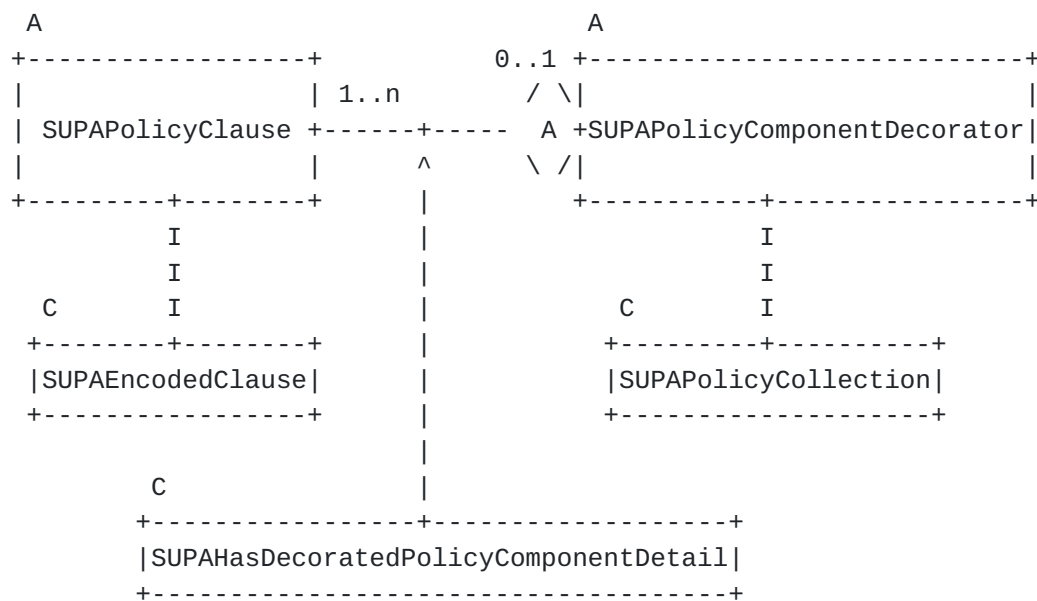 A A
0..1
1..n
SUPAPolicyClause A SUPAPolicyComponentDecorator
I I
I I
C I C I
SUPAEncodedClause SUPAPolicyCollection
C
SUPAHasDecoratedPolicyComponentDetail